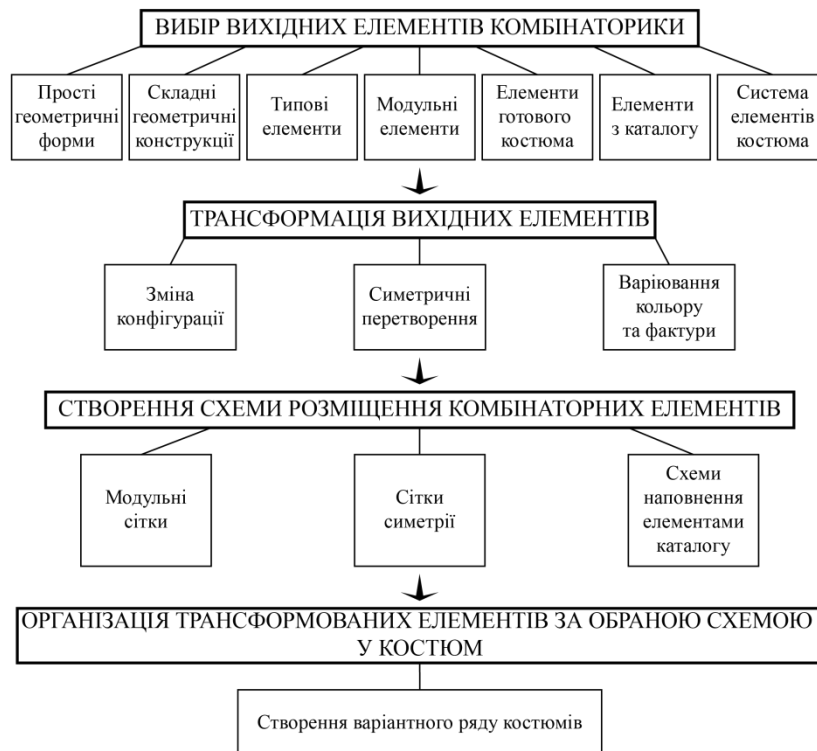 ВИБІР ВИХІДНИХ ЕЛЕМЕНТІВ КОМБІНАТОРИКИ
Прості
геометричні
форми
Складні
геометричні
конструкції
Типові
елементи
Модульні
елементи
Елементи
готового
костюма
Елементи
з каталогу
Система
елементів
костюма
ТРАНСФОРМАЦІЯ ВИХІДНИХ ЕЛЕМЕНТІВ
Зміна
конфігурації
Симетричні
перетворення
Варіювання
кольору
та фактури
СТВОРЕННЯ СХЕМИ РОЗМІЩЕННЯ КОМБІНАТОРНИХ ЕЛЕМЕНТІВ
Модульні
сітки
Сітки
симетрії
Схеми
наповнення
елементами
каталогу
ОРГАНІЗАЦІЯ ТРАНСФОРМОВАНИХ ЕЛЕМЕНТІВ ЗА ОБРАНОЮ СХЕМОЮ
У КОСТЮМ
Створення варіантного ряду костюмів